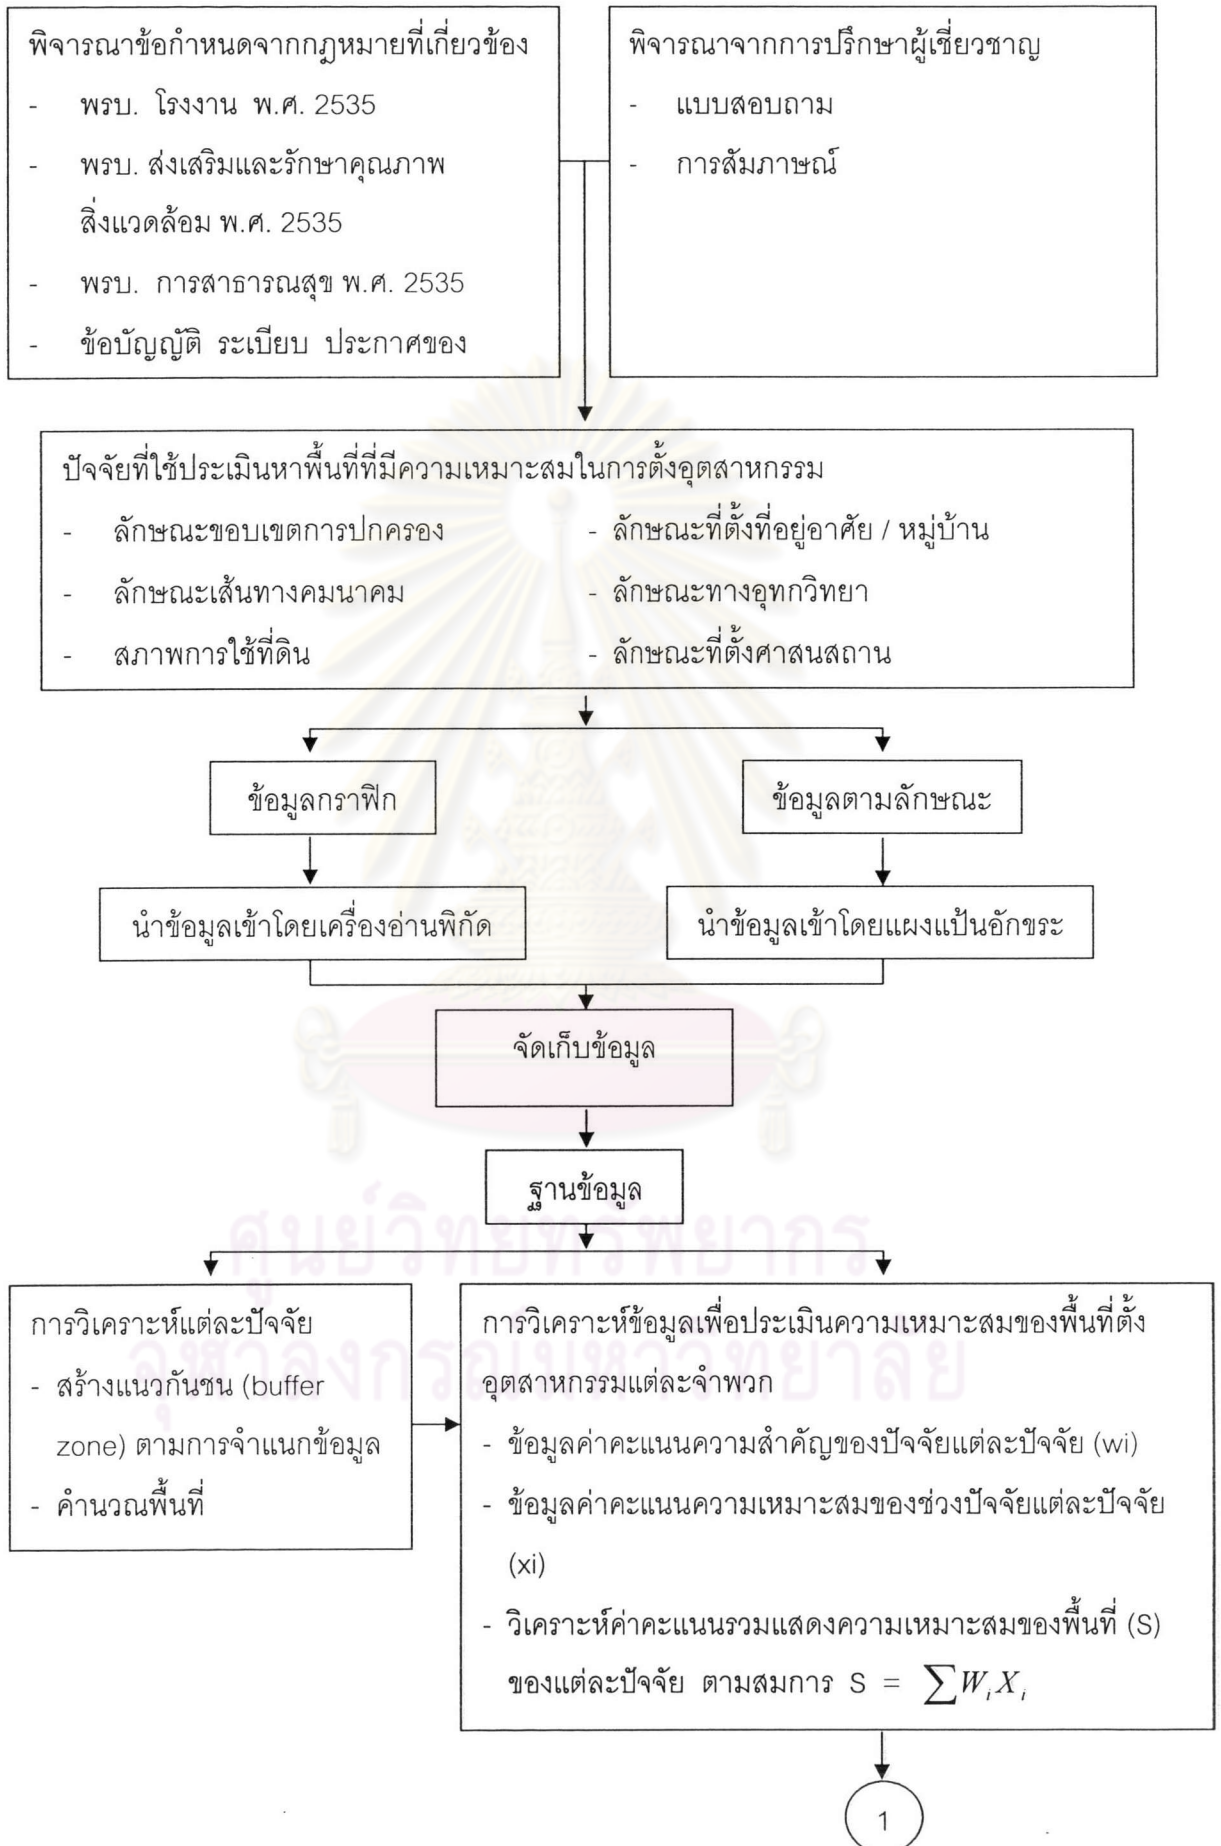 พิจารณาข้อกำหนดจากกฎหมายที่เกี่ยวข้อง
- พรบ. โรงงาน พ.ศ. 2535
- พรบ. ส่งเสริมและรักษาคุณภาพ
สิ่งแวดล้อม พ.ศ. 2535
- พรบ. การสาธารณสุข พ.ศ. 2535
- ข้อบัญญัติ ระเบียบ ประกาศของ
พิจารณาจากการปรึกษาผู้เชี่ยวชาญ
- แบบสอบถาม
- การสัมภาษณ์
ปัจจัยที่ใช้ประเมินหาพื้นที่ที่มีความเหมาะสมในการตั้งอุตสาหกรรม
- ลักษณะขอบเขตการปกครอง
- ลักษณะที่ตั้งที่อยู่อาศัย / หมู่บ้าน
- ลักษณะเส้นทางคมนาคม
- ลักษณะทางอุทกวิทยา
- สภาพการใช้ที่ดิน
- ลักษณะที่ตั้งศาสนสถาน
ข้อมูลกราฟิก
ข้อมูลตามลักษณะ
นำข้อมูลเข้าโดยเครื่องอ่านพิกัด
นำข้อมูลเข้าโดยแผงแป้นอักขระ
จัดเก็บข้อมูล
ฐานข้อมูล
ศูนย์วิทยทรัพยากร
จุฬาลงกรณ์มหาวิทยาลัย
การวิเคราะห์แต่ละปัจจัย
- สร้างแนวกันชน (buffer
zone) ตามการจำแนกข้อมูล
- คำนวณพื้นที่
การวิเคราะห์ข้อมูลเพื่อประเมินความเหมาะสมของพื้นที่ตั้ง
อุตสาหกรรมแต่ละจำพวก
- ข้อมูลค่าคะแนนความสำคัญของปัจจัยแต่ละปัจจัย (wi)
- ข้อมูลค่าคะแนนความเหมาะสมของช่วงปัจจัยแต่ละปัจจัย
(xi)
- วิเคราะห์ค่าคะแนนรวมแสดงความเหมาะสมของพื้นที่ (S)
ของแต่ละปัจจัย ตามสมการ S = ∑WᵢXᵢ
1